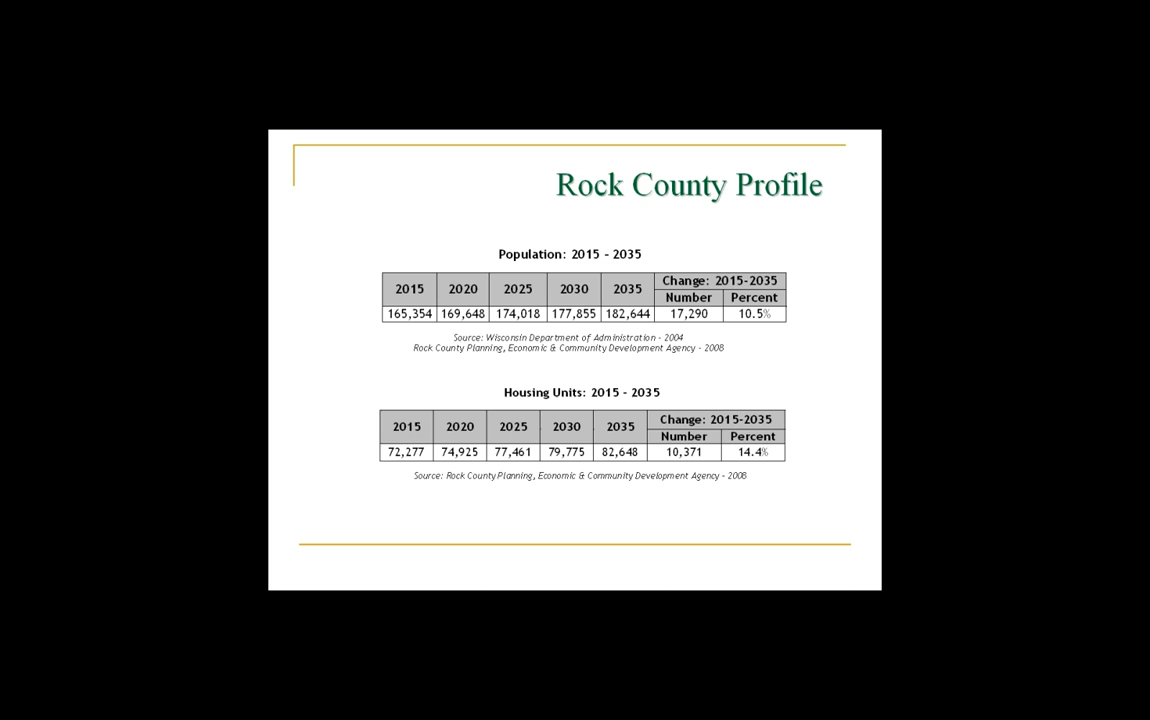 Rock County Profile
Population: 2015 - 2035
2015 2020 2025 2030 2035 Change: 2015-2035
Number Percent
165,354 169,648 174,018 177,855 182,644 17,290 10.5%
Source: Wisconsin Department of Administration - 2004
Rock County Planning, Economic & Community Development Agency - 2008
Housing Units: 2015 - 2035
2015 2020 2025 2030 2035 Change: 2015-2035
Number Percent
72,277 74,925 77,461 79,775 82,648 10,371 14.4%
Source: Rock County Planning, Economic & Community Development Agency - 2008